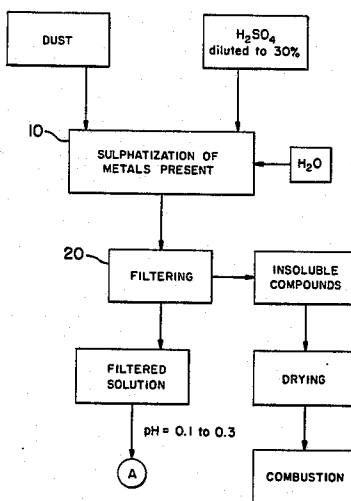 DUST
H₂SO₄
diluted to 30%
10
SULPHATIZATION OF
METALS PRESENT
H₂O
20
FILTERING
INSOLUBLE
COMPOUNDS
FILTERED
SOLUTION
DRYING
pH = 0.1 to 0.3
A
COMBUSTION